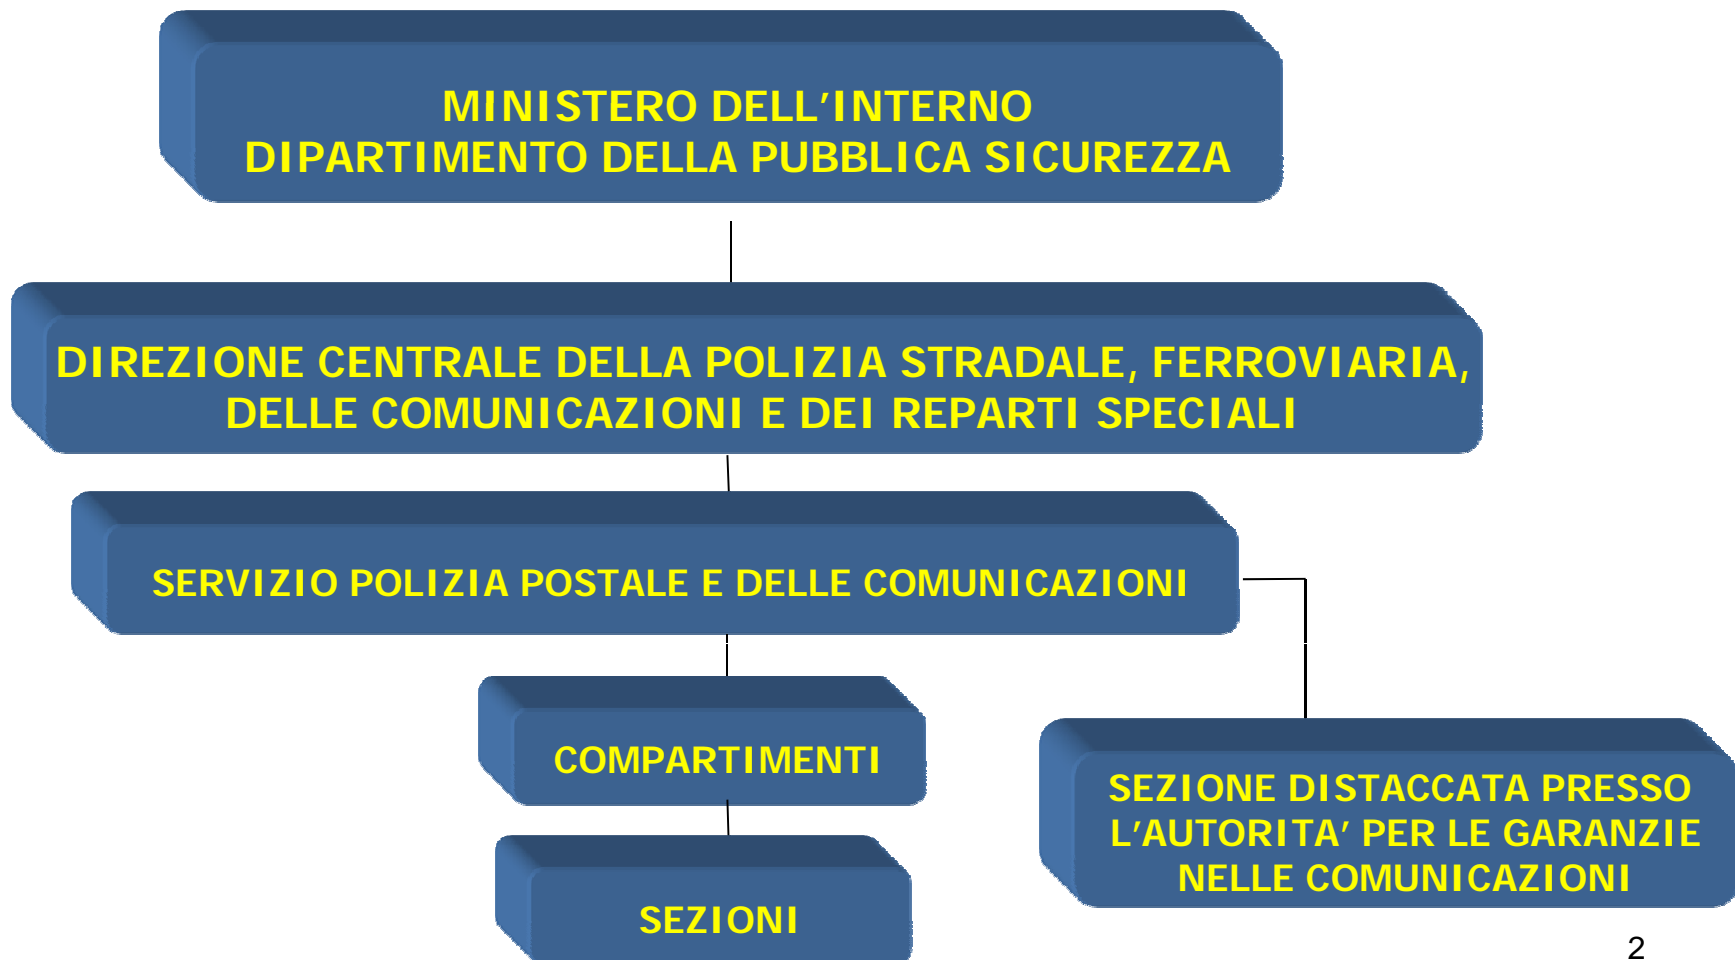 MINISTERO DELL’INTERNO
DIPARTIMENTO DELLA PUBBLICA SICUREZZA
DIREZIONE CENTRALE DELLA POLIZIA STRADALE, FERROVIARIA,
DELLE COMUNICAZIONI E DEI REPARTI SPECIALI
SERVIZIO POLIZIA POSTALE E DELLE COMUNICAZIONI
COMPARTIMENTI
SEZIONE DISTACCATA PRESSO
L’AUTORITA’ PER LE GARANZIE
NELLE COMUNICAZIONI
SEZIONI
2